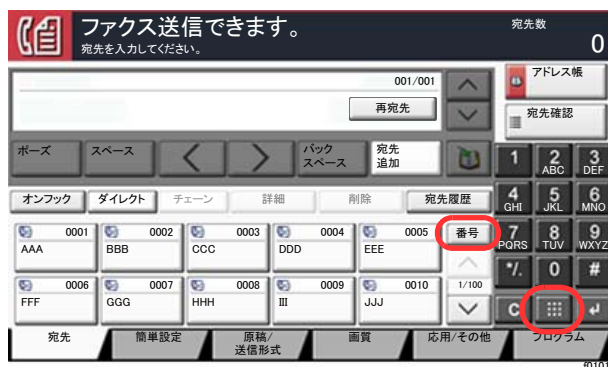 ファクス送信できます。
宛先を入力してください。
宛先数
0
001/001
再宛先
アドレス帳
宛先確認
ポーズ
スペース
バック
スペース
宛先
追加
オンフック
ダイレクト
チェーン
詳細
削除
宛先履歴
0001
AAA
0002
BBB
0003
CCC
0004
DDD
0005
EEE
番号
0006
FFF
0007
GGG
0008
HHH
0009
III
0010
JJJ
1/100
1
2
ABC
3
DEF
4
GHI
5
JKL
6
MNO
7
PQRS
8
TUV
9
WXYZ
*/.
0
#
C
宛先
簡単設定
原稿/
送信形式
画質
応用/その他
プログラム
f0101